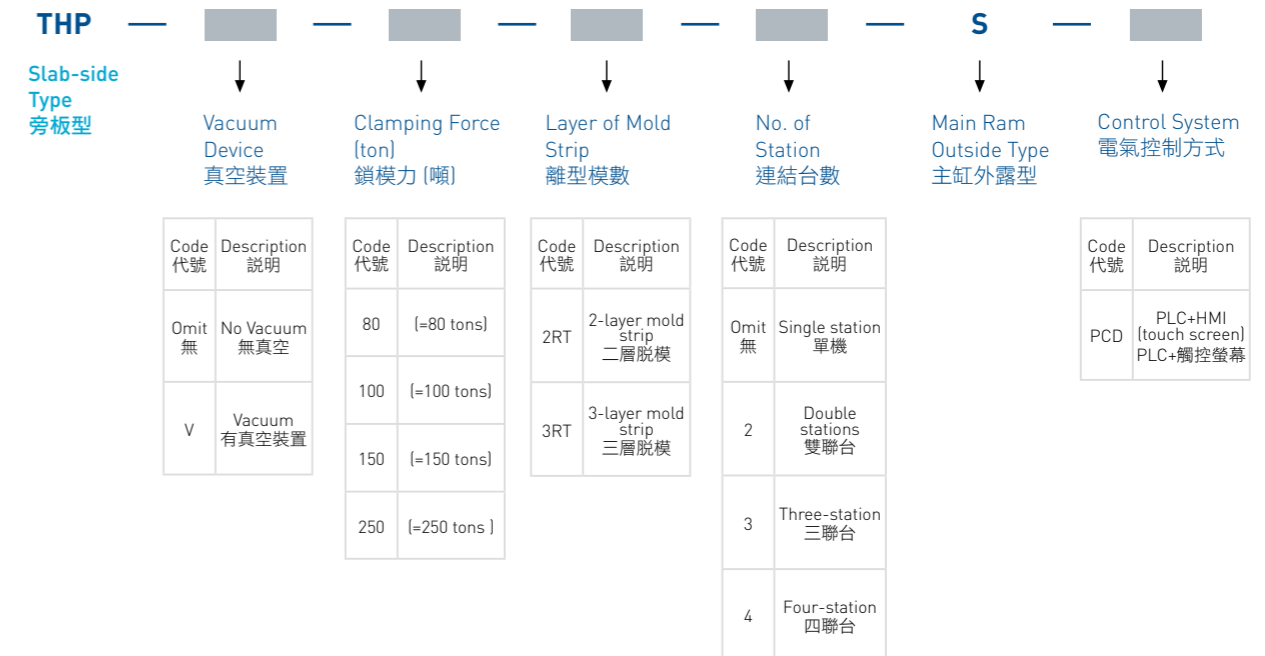 THP — — — — — S —
Slab-side
Type
旁板型
Vacuum
Device
真空裝置
Clamping Force
(ton)
鎖模力 (噸)
Layer of Mold
Strip
離型模數
No. of
Station
連結台數
Main Ram
Outside Type
主缸外露型
Control System
電氣控制方式
Code Description
代號 説明
Omit No Vacuum
無 無真空
V Vacuum
有真空裝置
Code Description
代號 説明
80 (=80 tons)
100 (=100 tons)
150 (=150 tons)
250 (=250 tons )
Code Description
代號 説明
2RT 2-layer mold
strip
二層脱模
3RT 3-layer mold
strip
三層脱模
Code Description
代號 説明
Omit Single station
無 單機
2 Double
stations
雙聯台
3 Three-station
三聯台
4 Four-station
四聯台
Code Description
代號 説明
PCD PLC+HMI
(touch screen)
PLC+觸控螢幕